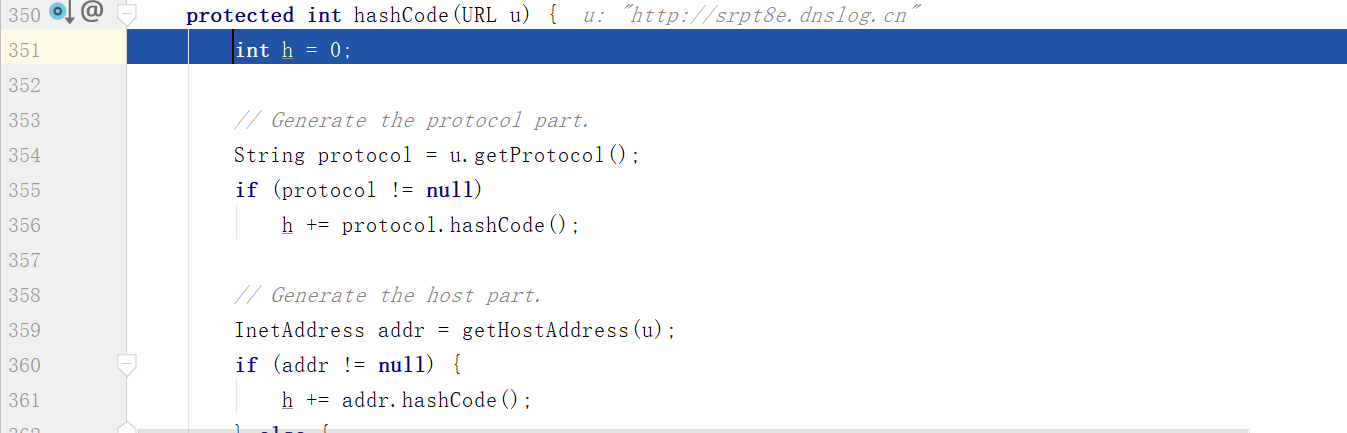 350 @ protected int hashCode(URL u) { u: "http://srpt8e.dnslog.cn"
351 int h = 0;
352
353 // Generate the protocol part.
354 String protocol = u.getProtocol();
355 if (protocol != null)
356 h += protocol.hashCode();
357
358 // Generate the host part.
359 InetAddress addr = getHostAddress(u);
360 if (addr != null) {
361 h += addr.hashCode();
362 } else {